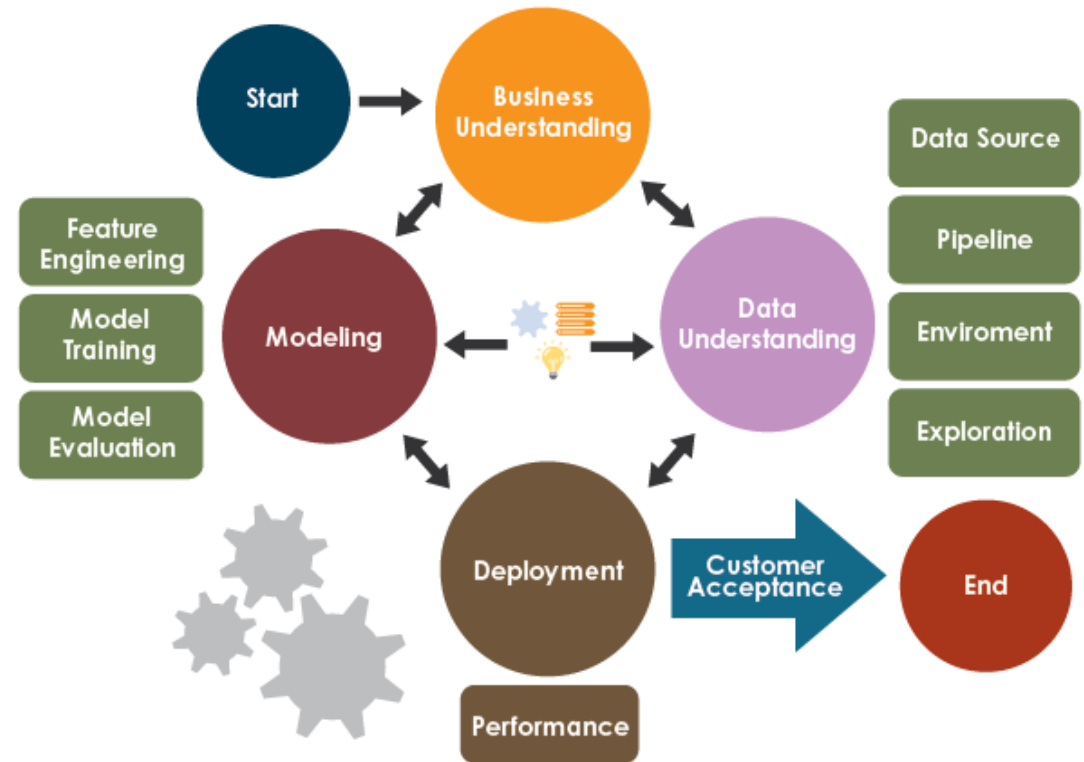 Start
Business
Understanding
Data Source
Pipeline
Enviroment
Exploration
Feature
Engineering
Model
Training
Model
Evaluation
Modeling
Data
Understanding
Deployment
Customer
Acceptance
End
Performance